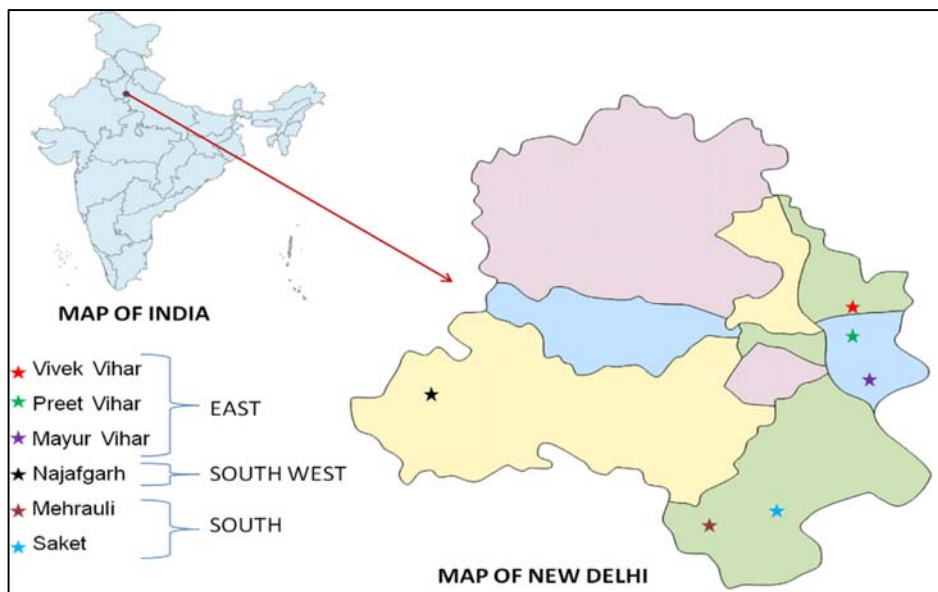 MAP OF INDIA
Vivek Vihar
Preet Vihar
Mayur Vihar
EAST
Najafgarh
SOUTH WEST
Mehrauli
Saket
SOUTH
MAP OF NEW DELHI